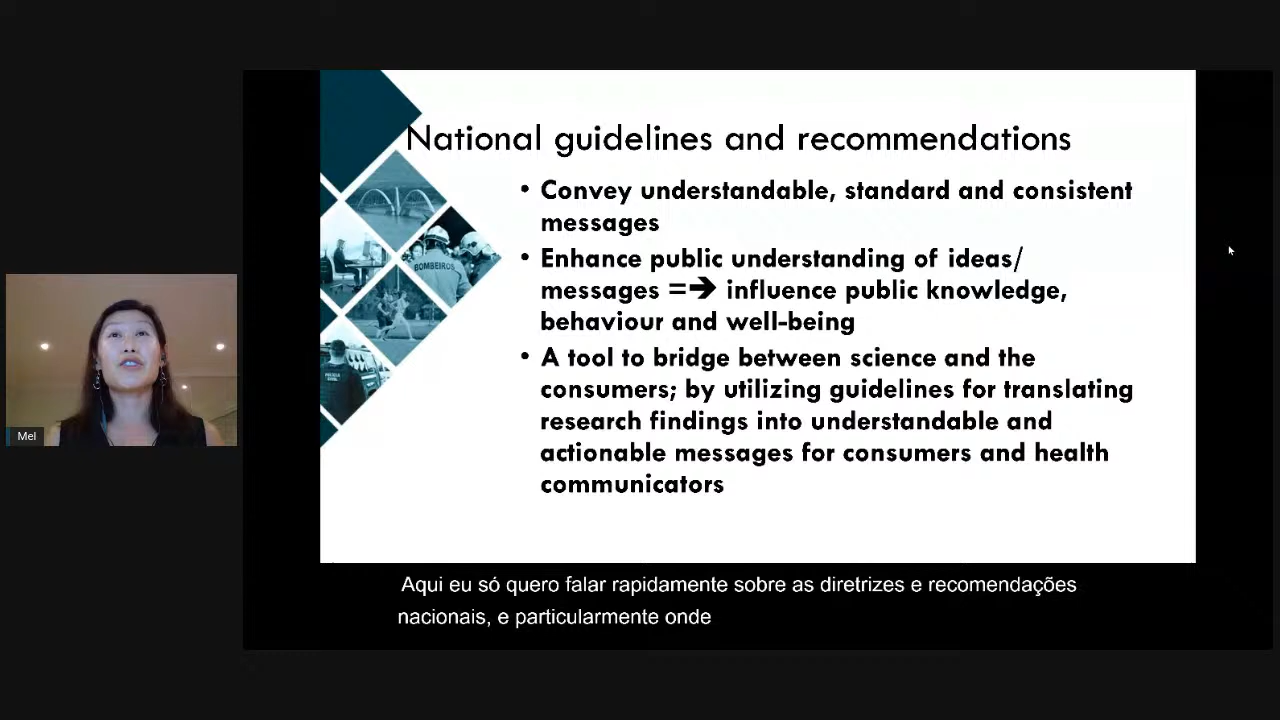 National guidelines and recommendations
• Convey understandable, standard and consistent
messages
• Enhance public understanding of ideas/
messages =➔ influence public knowledge,
behaviour and well-being
• A tool to bridge between science and the
consumers; by utilizing guidelines for translating
research findings into understandable and
actionable messages for consumers and health
communicators
BOMBEIROS
POLÍCIA
CIVIL
Mel
Aqui eu só quero falar rapidamente sobre as diretrizes e recomendações
nacionais, e particularmente onde